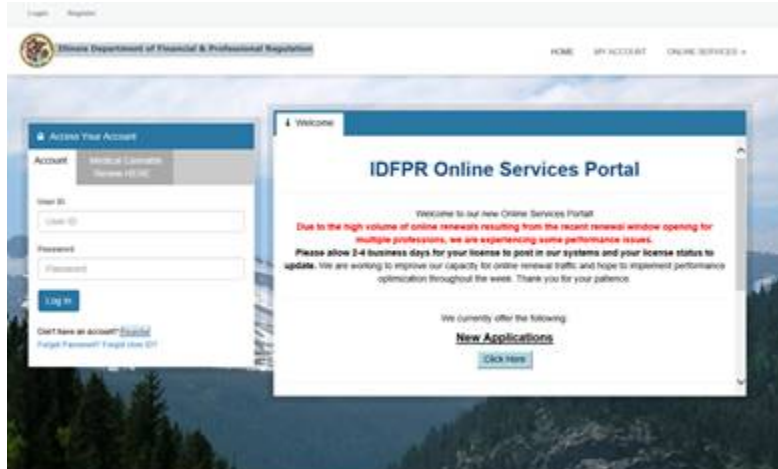 Login Register
Illinois Department of Financial & Professional Regulation
HOME MY ACCOUNT ONLINE SERVICES
Access Your Account
Account Medical Cannabis
Renew HERE
User ID
User ID
Password
Password
Log In
Don't have an account? Register
Forgot Password? Forgot User ID?
Welcome
IDFPR Online Services Portal
Welcome to our new Online Services Portal!
Due to the high volume of online renewals resulting from the recent renewal window opening for
multiple professions, we are experiencing some performance issues.
Please allow 2-4 business days for your license to post in our systems and your license status to
update. We are working to improve our capacity for online renewal traffic and hope to implement performance
optimization throughout the week. Thank you for your patience.
We currently offer the following:
New Applications
Click Here